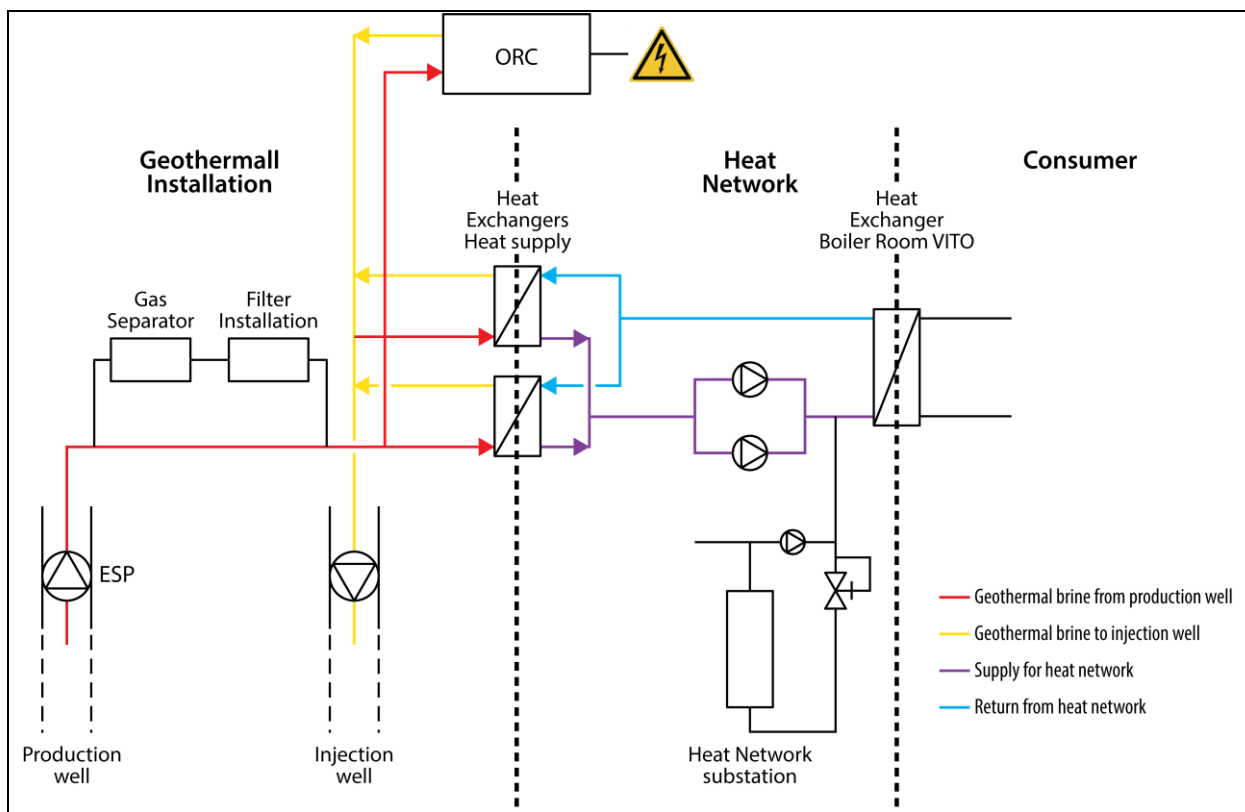 ORC
Geothermall
Installation
Heat
Network
Consumer
Heat
Exchangers
Heat supply
Heat
Exchanger
Boiler Room VITO
Gas
Separator
Filter
Installation
ESP
Geothermal brine from production well
Geothermal brine to injection well
Supply for heat network
Return from heat network
Production
well
Injection
well
Heat Network
substation